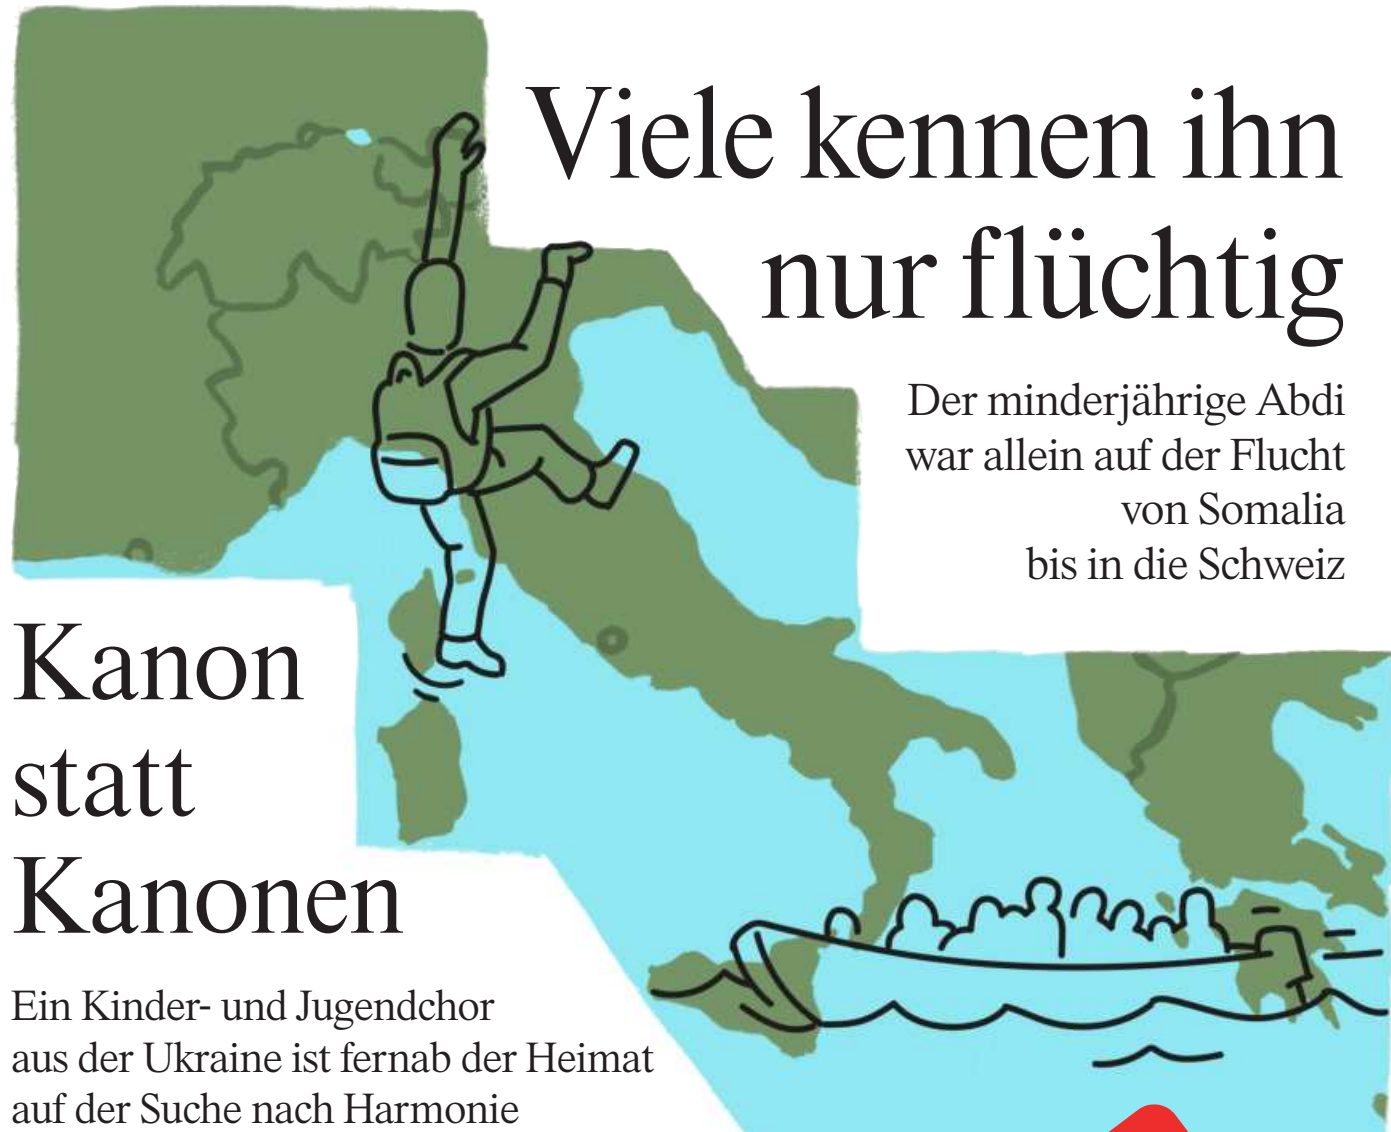 Viele kennen ihn
nur flüchtig
Der minderjährige Abdi
war allein auf der Flucht
von Somalia
bis in die Schweiz
Kanon
statt
Kanonen
Ein Kinder- und Jugendchor
aus der Ukraine ist fernab der Heimat
auf der Suche nach Harmonie